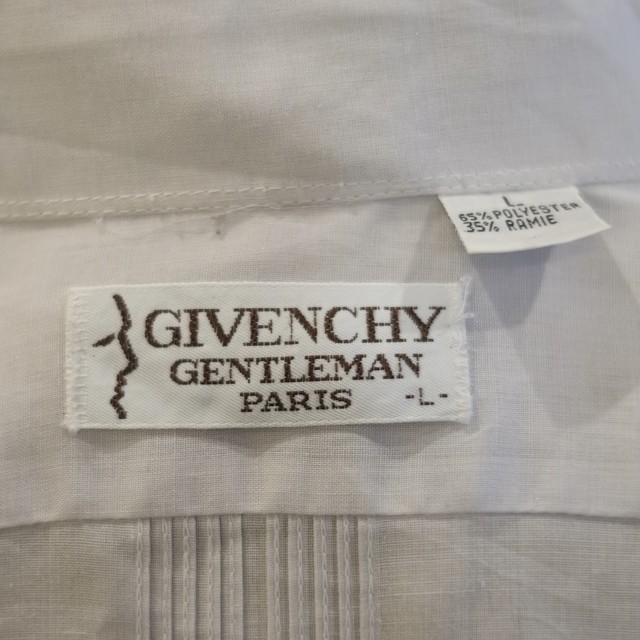 L
65% POLYESTER
35% RAMIE
GIVENCHY
GENTLEMAN
PARIS -L-